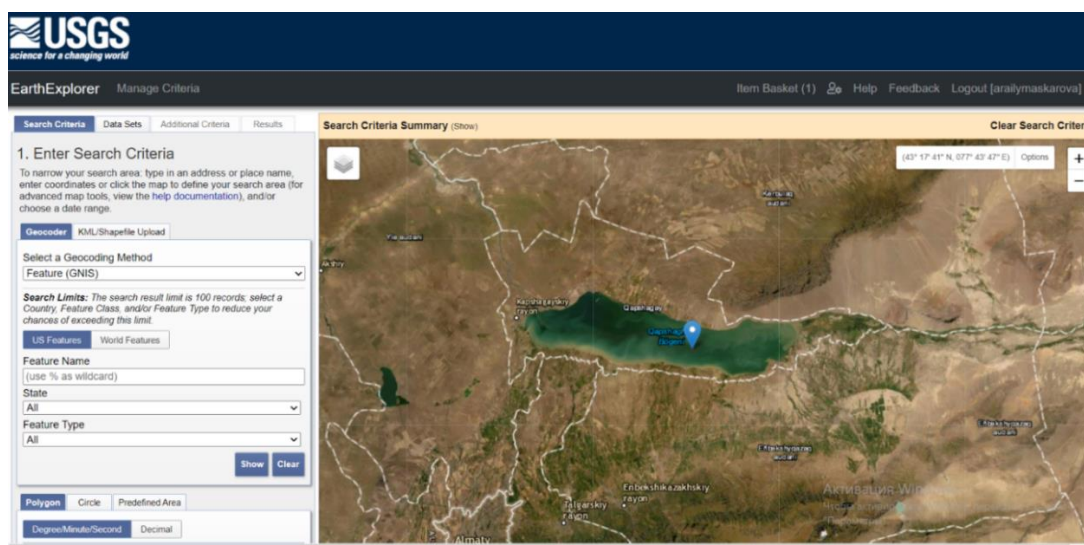 USGS
science for a changing world
EarthExplorer Manage Criteria Item Basket (1) Help Feedback Logout [arailymaskarova]
Search Criteria Data Sets Additional Criteria Results
1. Enter Search Criteria
To narrow your search area: type in an address or place name,
enter coordinates or click the map to define your search area (for
advanced map tools, view the help documentation), and/or
choose a date range.
Geocoder KML/Shapefile Upload
Select a Geocoding Method
Feature (GNIS)
Search Limits: The search result limit is 100 records; select a
Country, Feature Class, and/or Feature Type to reduce your
chances of exceeding this limit.
US Features World Features
Feature Name
(use % as wildcard)
State
All
Feature Type
All
Show Clear
Polygon Circle Predefined Area
Degree/Minute/Second Decimal
Search Criteria Summary (Show) Clear Search Criter
(43° 17' 41" N, 077° 43' 47" E) Options
+
−
Ile audani
Akshiy
Kapshagayskiy
rayon
Qapshagay
Enbekshikazakhskiy
rayon
Talgarskiy
rayon
Almaty
Активация Win